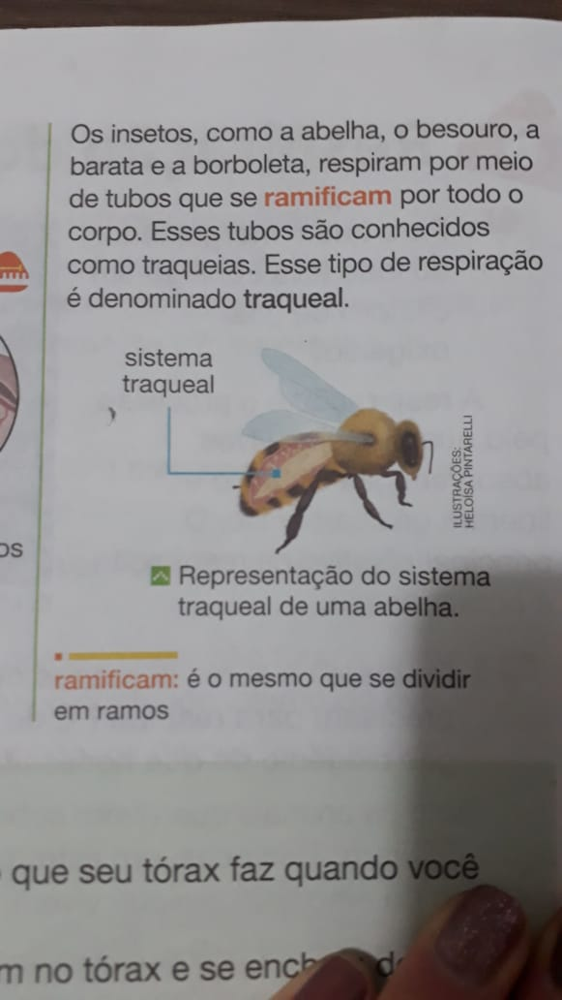 Os insetos, como a abelha, o besouro, a
barata e a borboleta, respiram por meio
de tubos que se ramificam por todo o
corpo. Esses tubos são conhecidos
como traqueias. Esse tipo de respiração
é denominado traqueal.
sistema
traqueal
ILUSTRAÇÕES:
HELOÍSA PINTARELLI
os
Representação do sistema
traqueal de uma abelha.
ramificam: é o mesmo que se dividir
em ramos
que seu tórax faz quando você
m no tórax e se ench